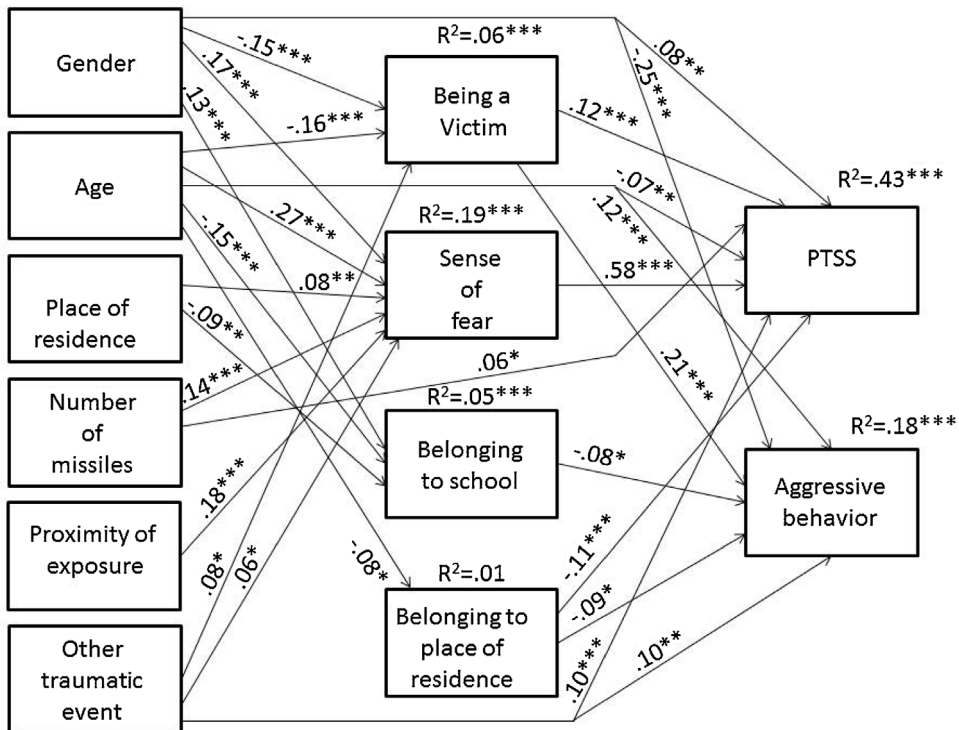 Gender
Age
Place of
residence
Number
of
missiles
Proximity of
exposure
Other
traumatic
event
-.15***
.17***
.13***
-.16***
.27***
-.15***
.08**
-.09**
.14***
.18***
.08*
.06*
-.08*
R²=.06***
Being a
Victim
R²=.19***
Sense
of
fear
R²=.05***
Belonging
to school
R²=.01
Belonging to
place of
residence
.08**
-.25***
.12***
-.07**
.12***
.58***
.06*
.21***
-.08*
-.11***
-.09*
.10***
.10**
R²=.43***
PTSS
R²=.18***
Aggressive
behavior